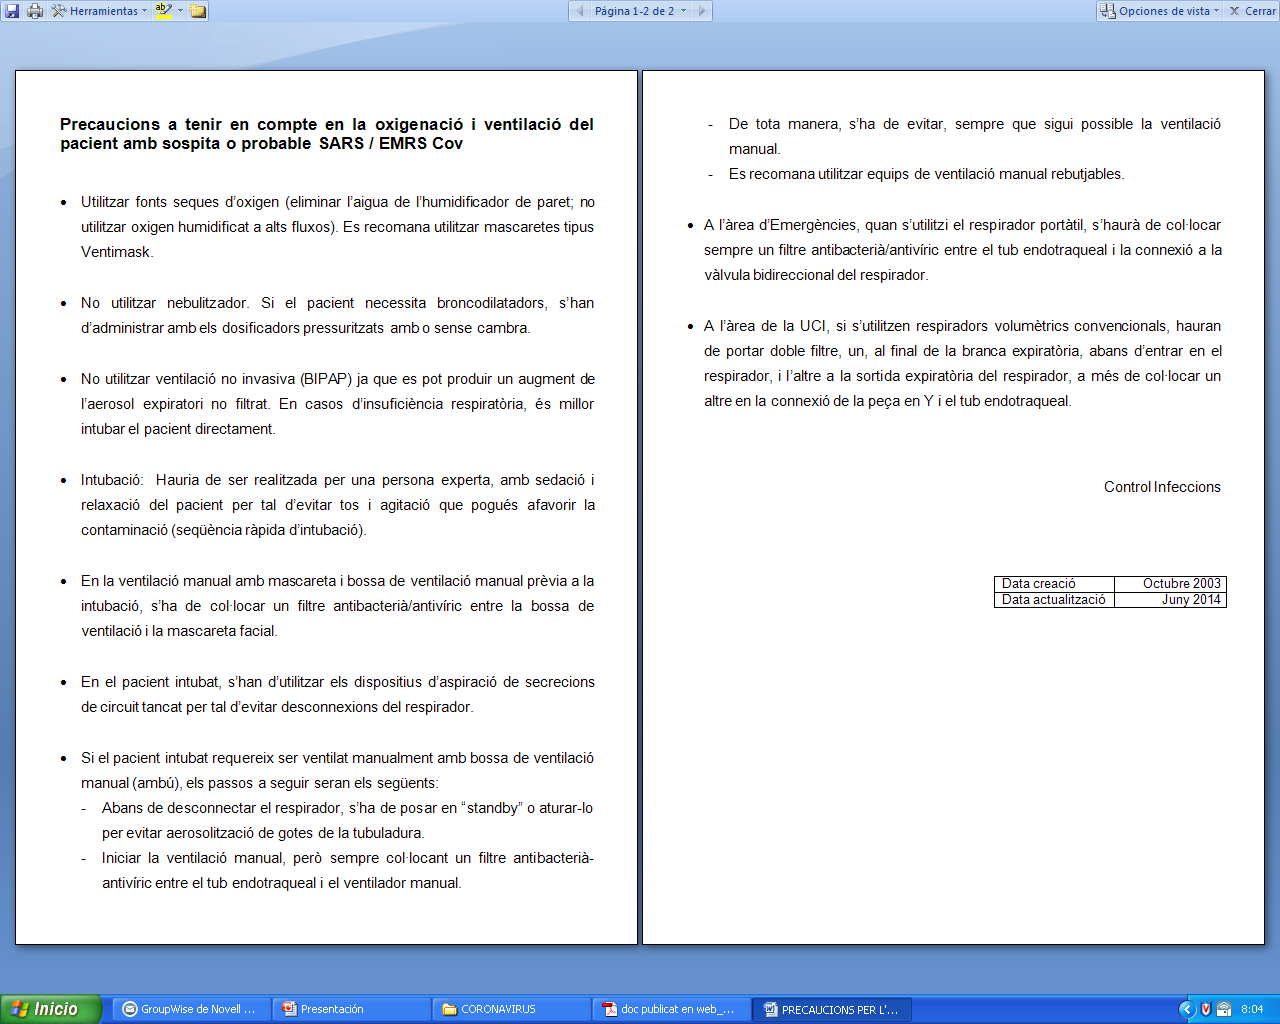 Herramientas
Página 1-2 de 2
Opciones de vista
Cerrar
Precaucions a tenir en compte en la oxigenació i ventilació del
pacient amb sospita o probable SARS / EMRS Cov
• Utilitzar fonts seques d’oxigen (eliminar l’aigua de l’humidificador de paret; no
utilitzar oxigen humidificat a alts fluxos). Es recomana utilitzar mascaretes tipus
Ventimask.
• No utilitzar nebulitzador. Si el pacient necessita broncodilatadors, s’han
d’administrar amb els dosificadors pressuritzats amb o sense cambra.
• No utilitzar ventilació no invasiva (BIPAP) ja que es pot produir un augment de
l’aerosol expiratori no filtrat. En casos d’insuficiència respiratòria, és millor
intubar el pacient directament.
• Intubació: Hauria de ser realitzada per una persona experta, amb sedació i
relaxació del pacient per tal d’evitar tos i agitació que pogués afavorir la
contaminació (seqüència ràpida d’intubació).
• En la ventilació manual amb mascareta i bossa de ventilació manual prèvia a la
intubació, s’ha de col·locar un filtre antibacterià/antivíric entre la bossa de
ventilació i la mascareta facial.
• En el pacient intubat, s’han d’utilitzar els dispositius d’aspiració de secrecions
de circuit tancat per tal d’evitar desconnexions del respirador.
• Si el pacient intubat requereix ser ventilat manualment amb bossa de ventilació
manual (ambú), els passos a seguir seran els següents:
- Abans de desconnectar el respirador, s’ha de posar en “standby” o aturar-lo
per evitar aerosolització de gotes de la tubuladura.
- Iniciar la ventilació manual, però sempre col·locant un filtre antibacterià-
antivíric entre el tub endotraqueal i el ventilador manual.
- De tota manera, s’ha de evitar, sempre que sigui possible la ventilació
manual.
- Es recomana utilitzar equips de ventilació manual rebutjables.
• A l’àrea d’Emergències, quan s’utilitzi el respirador portàtil, s’haurà de col·locar
sempre un filtre antibacterià/antivíric entre el tub endotraqueal i la connexió a la
vàlvula bidireccional del respirador.
• A l’àrea de la UCI, si s’utilitzen respiradors volumètrics convencionals, hauran
de portar doble filtre, un, al final de la branca expiratòria, abans d’entrar en el
respirador, i l’altre a la sortida expiratòria del respirador, a més de col·locar un
altre en la connexió de la peça en Y i el tub endotraqueal.
Control Infeccions
Data creació Octubre 2003
Data actualització Juny 2014
Inicio
GroupWise de Novell ...
Presentación
CORONAVIRUS
doc publicat en web_...
PRECAUCIONS PER L'...
8:04